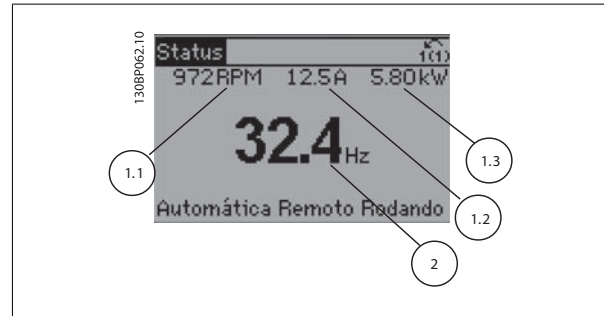 130BP062.10
Status 1(1)
972RPM 12.5A 5.80kW
32.4Hz
Automática Remoto Rodando
1.1
1.3
1.2
2